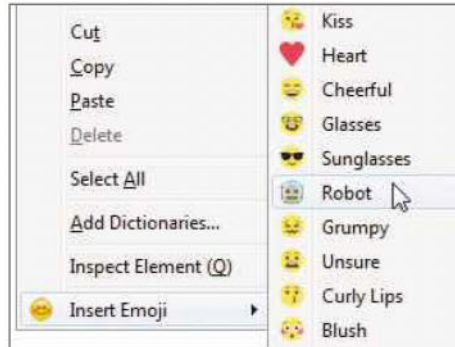 Cut
Copy
Paste
Delete
Select All
Add Dictionaries...
Inspect Element (Q)
Insert Emoji
Kiss
Heart
Cheerful
Glasses
Sunglasses
Robot
Grumpy
Unsure
Curly Lips
Blush